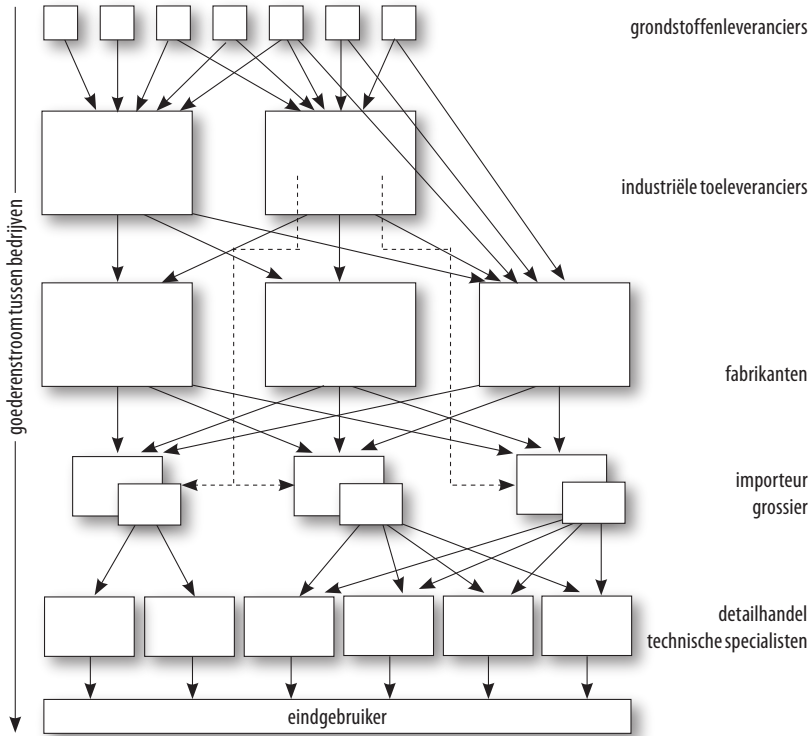 grondstoffenleveranciers
industriële toeleveranciers
goederenstroom tussen bedrijven
fabrikanten
importeur
grossier
detailhandel
technische specialisten
eindgebruiker